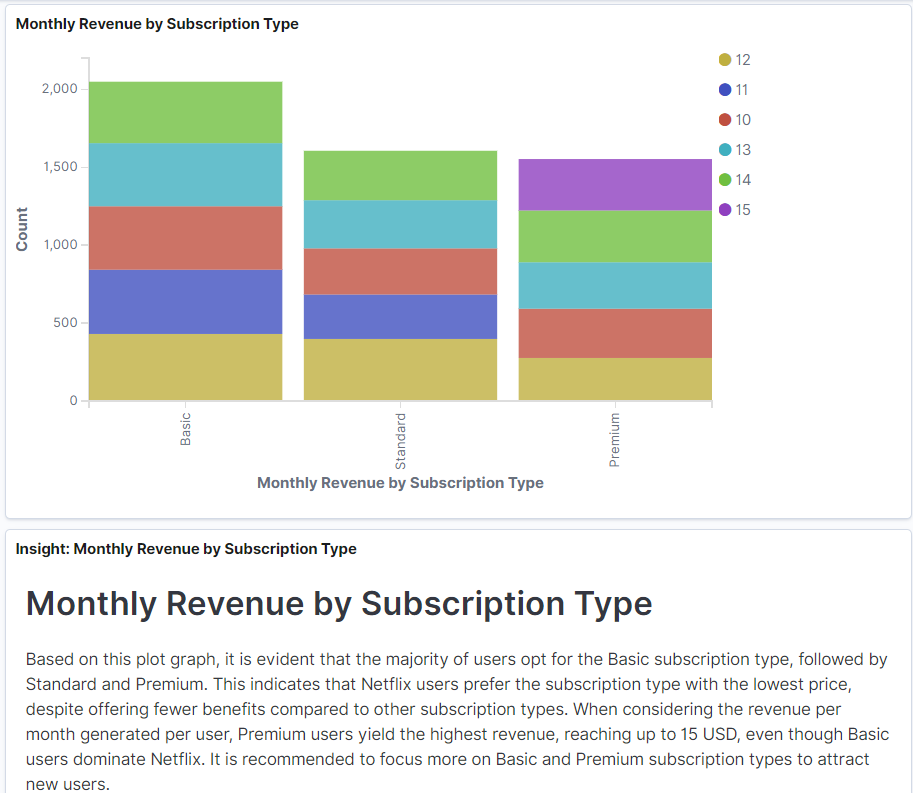 Monthly Revenue by Subscription Type
2,000
1,500
1,000
500
0
Count
Basic
Standard
Premium
Monthly Revenue by Subscription Type
12
11
10
13
14
15
Insight: Monthly Revenue by Subscription Type
Monthly Revenue by Subscription Type
Based on this plot graph, it is evident that the majority of users opt for the Basic subscription type, followed by
Standard and Premium. This indicates that Netflix users prefer the subscription type with the lowest price,
despite offering fewer benefits compared to other subscription types. When considering the revenue per
month generated per user, Premium users yield the highest revenue, reaching up to 15 USD, even though Basic
users dominate Netflix. It is recommended to focus more on Basic and Premium subscription types to attract
new users.